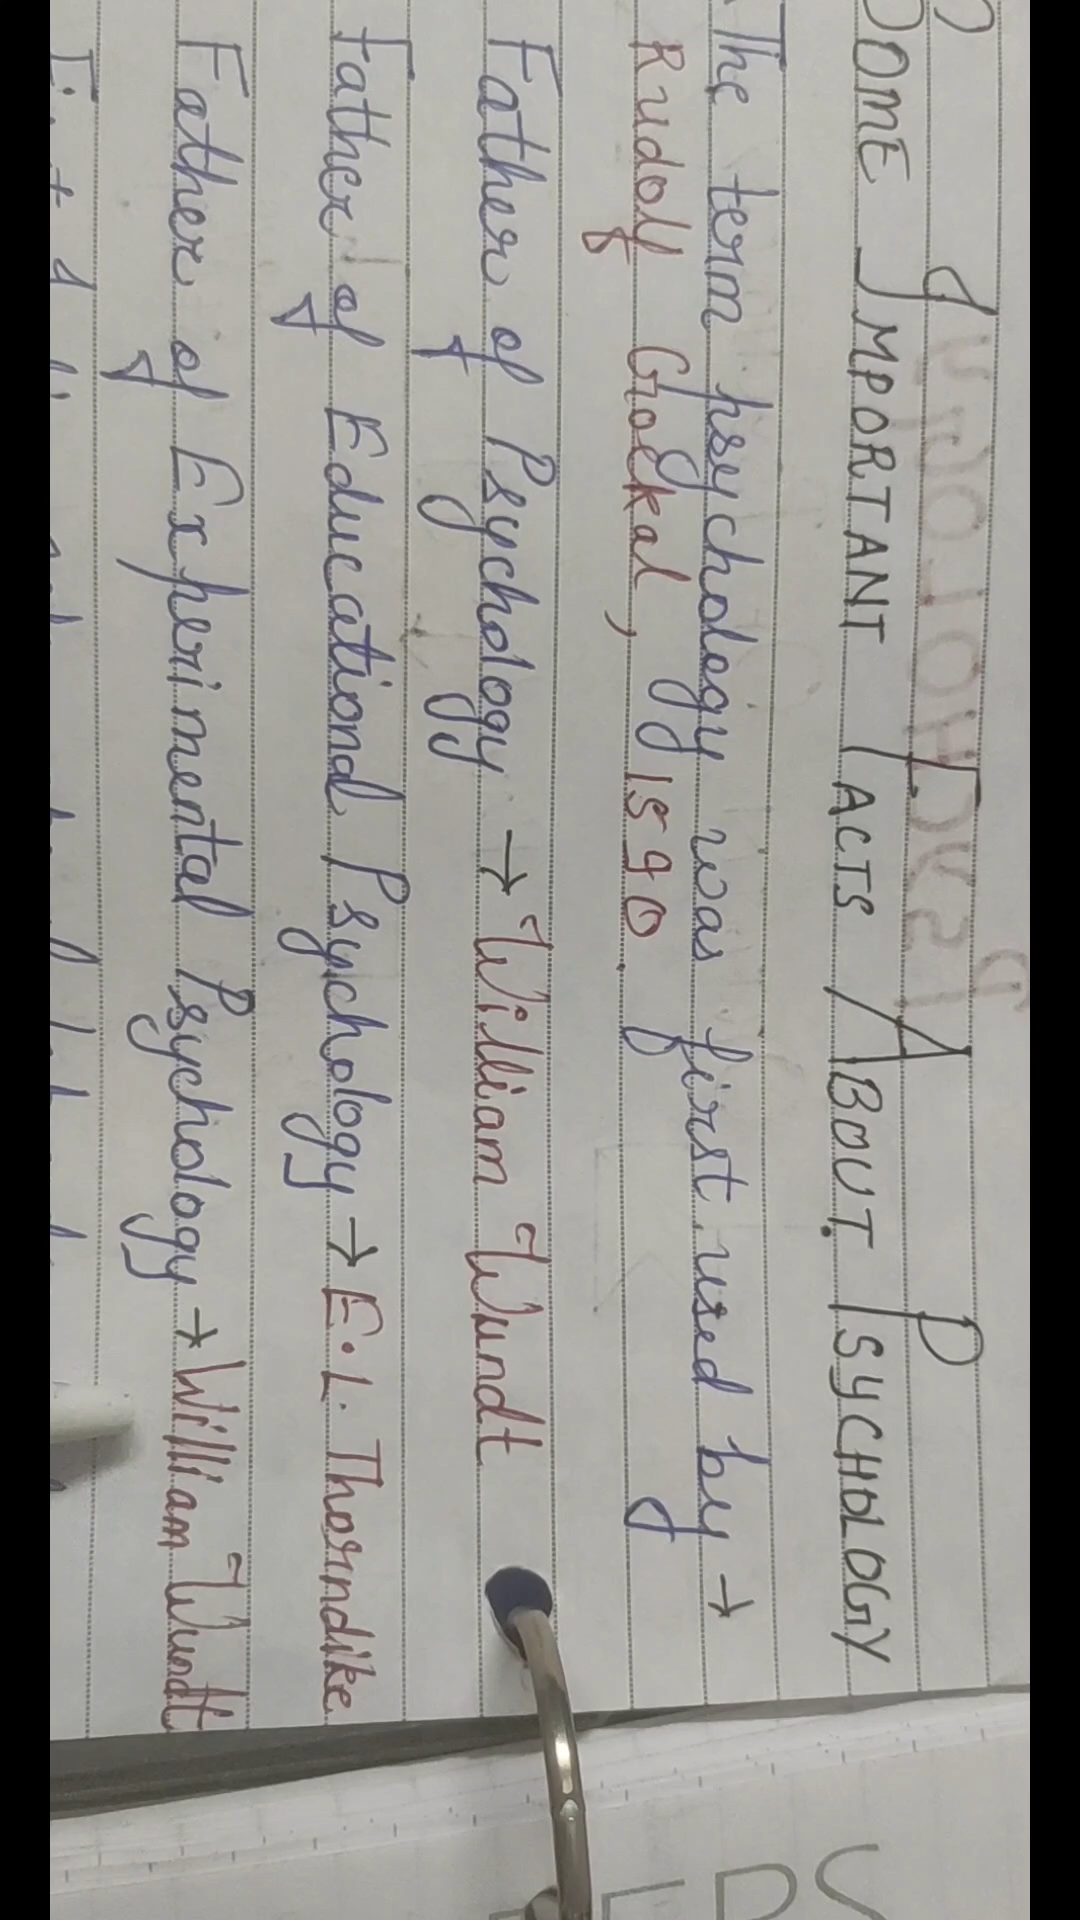 SOME IMPORTANT FACTS ABOUT PSYCHOLOGY
The term psychology was first used by →
Rudolf Groekal, 1590
Father of Psychology → William Wundt
Father of Educational Psychology → E.L. Thorndike
Father of Experimental Psychology → William Wundt